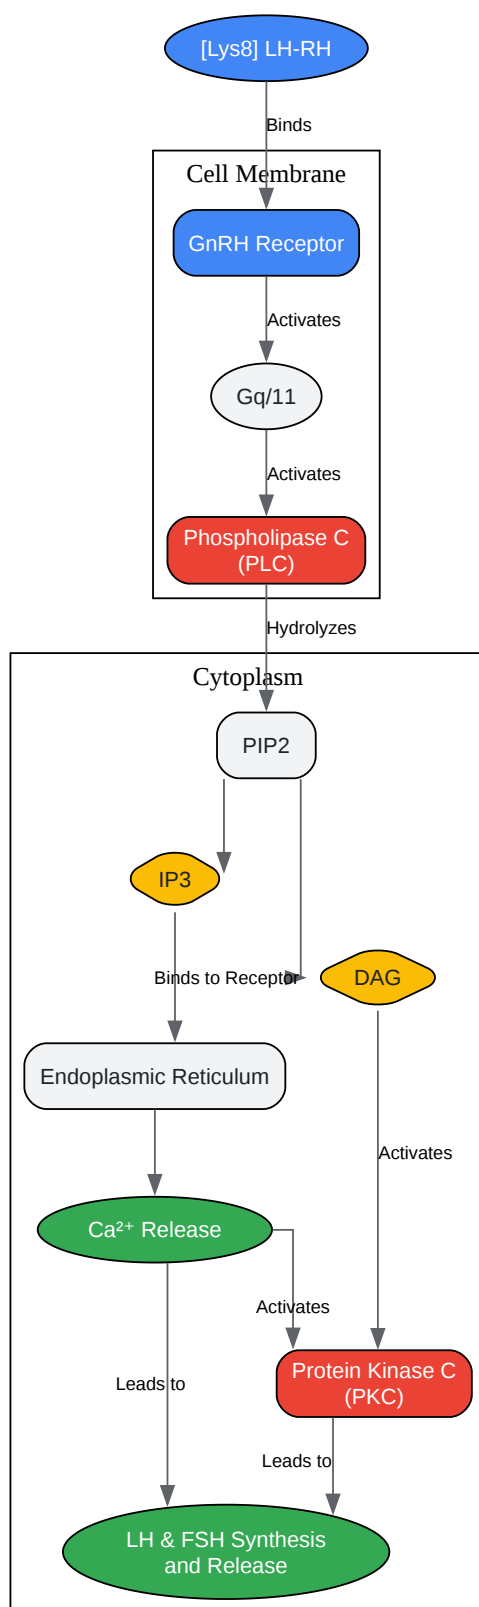 [Lys8] LH-RH
Binds
Cell Membrane
GnRH Receptor
Activates
Gq/11
Activates
Phospholipase C
(PLC)
Hydrolyzes
Cytoplasm
PIP2
IP3
DAG
Binds to Receptor
Endoplasmic Reticulum
Activates
Ca²⁺ Release
Activates
Protein Kinase C
(PKC)
Leads to
Leads to
LH & FSH Synthesis
and Release